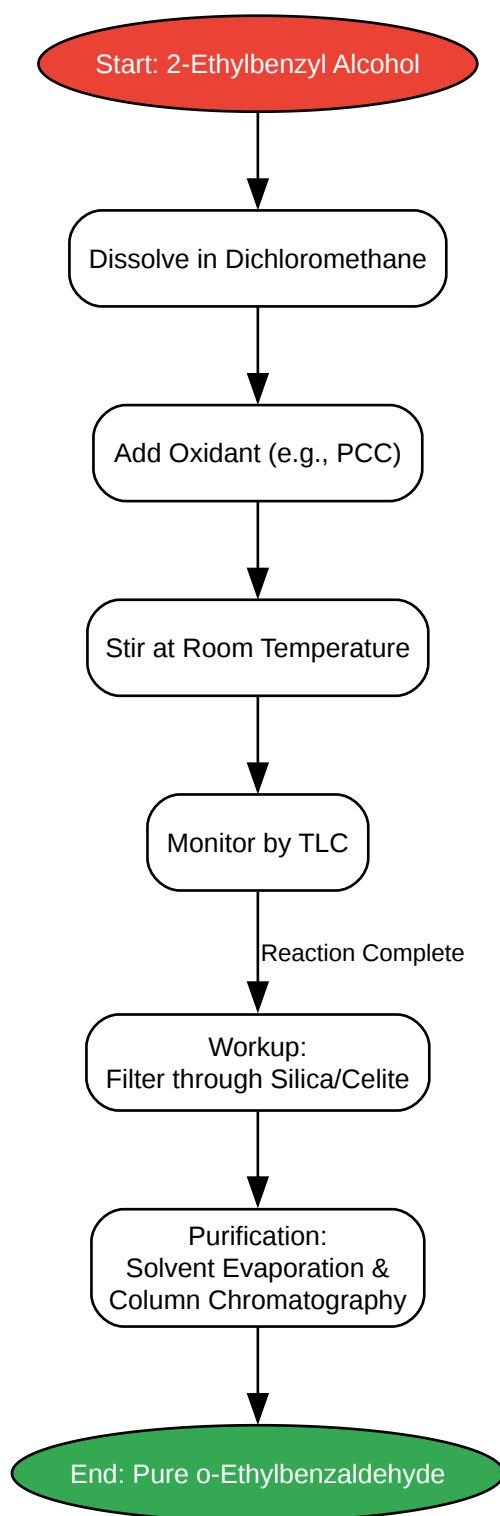 Start: 2-Ethylbenzyl Alcohol
Dissolve in Dichloromethane
Add Oxidant (e.g., PCC)
Stir at Room Temperature
Monitor by TLC
Reaction Complete
Workup:
Filter through Silica/Celite
Purification:
Solvent Evaporation &
Column Chromatography
End: Pure o-Ethylbenzaldehyde